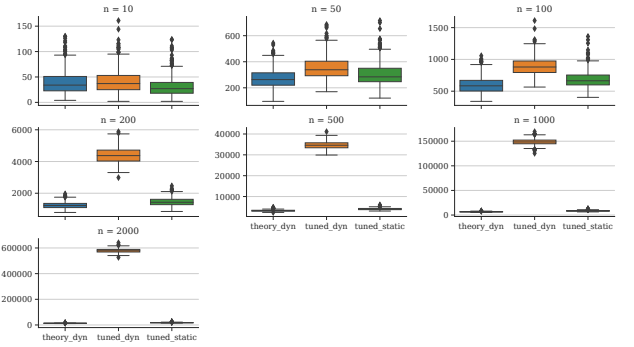 n = 10
150
100
50
0
n = 50
600
400
200
n = 100
1500
1000
500
n = 200
6000
4000
2000
n = 500
40000
30000
20000
10000
theory_dyn tuned_dyn tuned_static
n = 1000
150000
100000
50000
0
theory_dyn tuned_dyn tuned_static
n = 2000
600000
400000
200000
0
theory_dyn tuned_dyn tuned_static